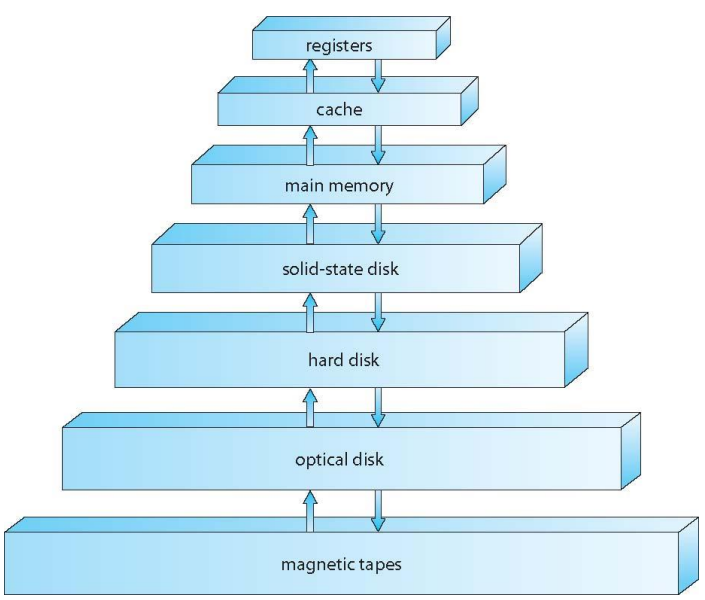 registers
cache
main memory
solid-state disk
hard disk
optical disk
magnetic tapes